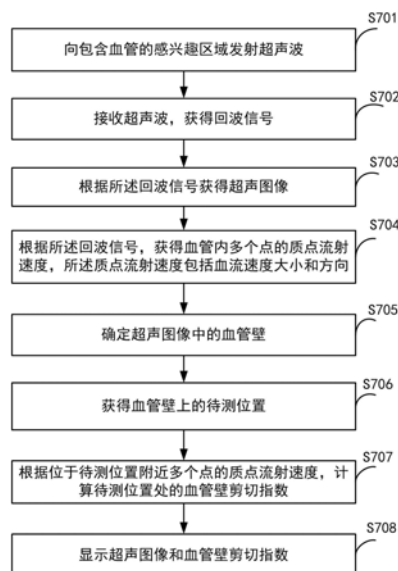 S701
向包含血管的感兴趣区域发射超声波
S702
接收超声波，获得回波信号
S703
根据所述回波信号获得超声图像
S704
根据所述回波信号，获得血管内多个点的质点流射
速度，所述质点流射速度包括血流速度大小和方向
S705
确定超声图像中的血管壁
S706
获得血管壁上的待测位置
S707
根据位于待测位置附近多个点的质点流射速度，计
算待测位置处的血管壁剪切指数
S708
显示超声图像和血管壁剪切指数